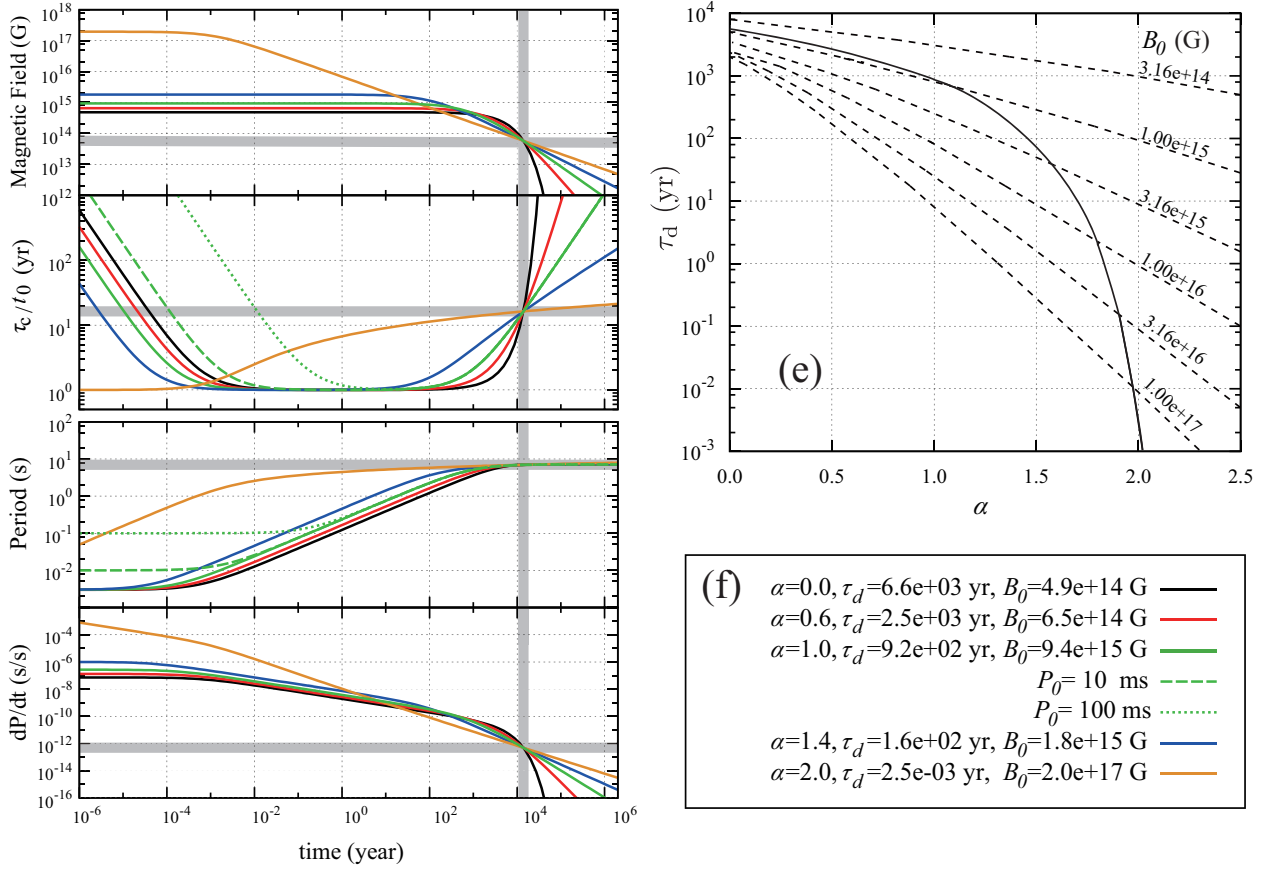 10^18
10^17
10^16
10^15
10^14
10^13
10^12
Magnetic Field (G)
10^2
10^1
10^0
τc/t0 (yr)
10^2
10^1
10^0
10^-1
10^-2
Period (s)
10^-4
10^-6
10^-8
10^-10
10^-12
10^-14
10^-16
dP/dt (s/s)
10^-6 10^-4 10^-2 10^0 10^2 10^4 10^6
time (year)
10^4
10^3
10^2
10^1
10^0
10^-1
10^-2
10^-3
τd (yr)
B0 (G)
3.16e+14
1.00e+15
3.16e+15
1.00e+16
3.16e+16
1.00e+17
(e)
0.0 0.5 1.0 1.5 2.0 2.5
α
(f)
α=0.0, τd=6.6e+03 yr, B0=4.9e+14 G
α=0.6, τd=2.5e+03 yr, B0=6.5e+14 G
α=1.0, τd=9.2e+02 yr, B0=9.4e+15 G
P0= 10 ms
P0= 100 ms
α=1.4, τd=1.6e+02 yr, B0=1.8e+15 G
α=2.0, τd=2.5e-03 yr, B0=2.0e+17 G